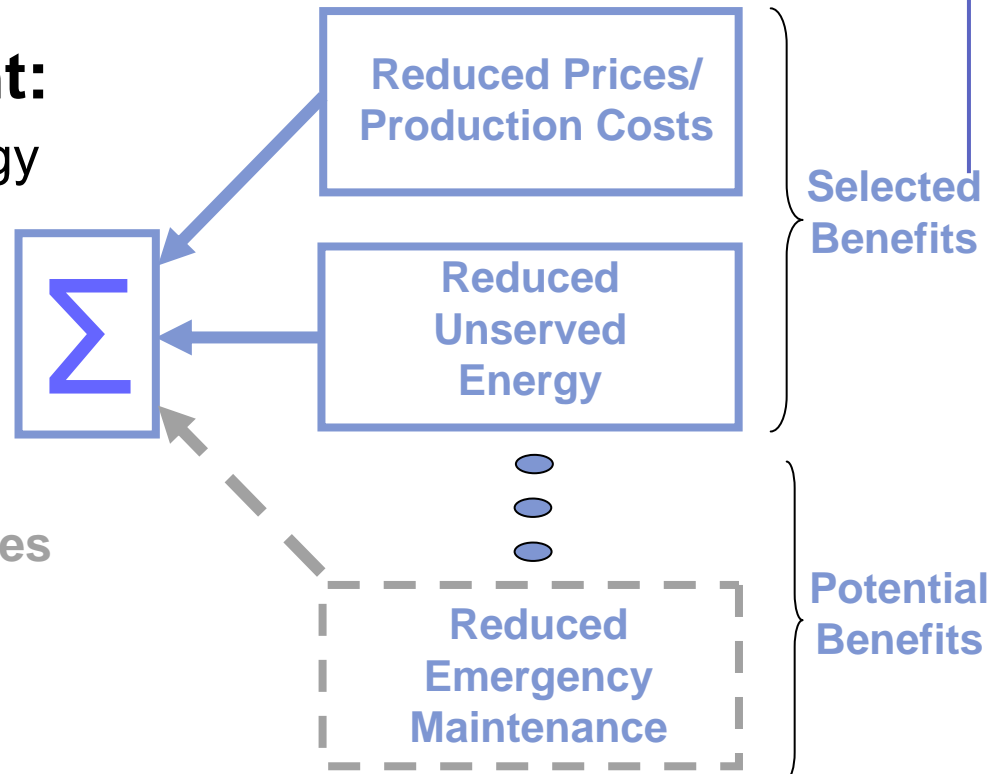 nt:
gy
Reduced Prices/
Production Costs
Selected
Benefits
Σ
Reduced
Unserved
Energy
es
Potential
Benefits
Reduced
Emergency
Maintenance